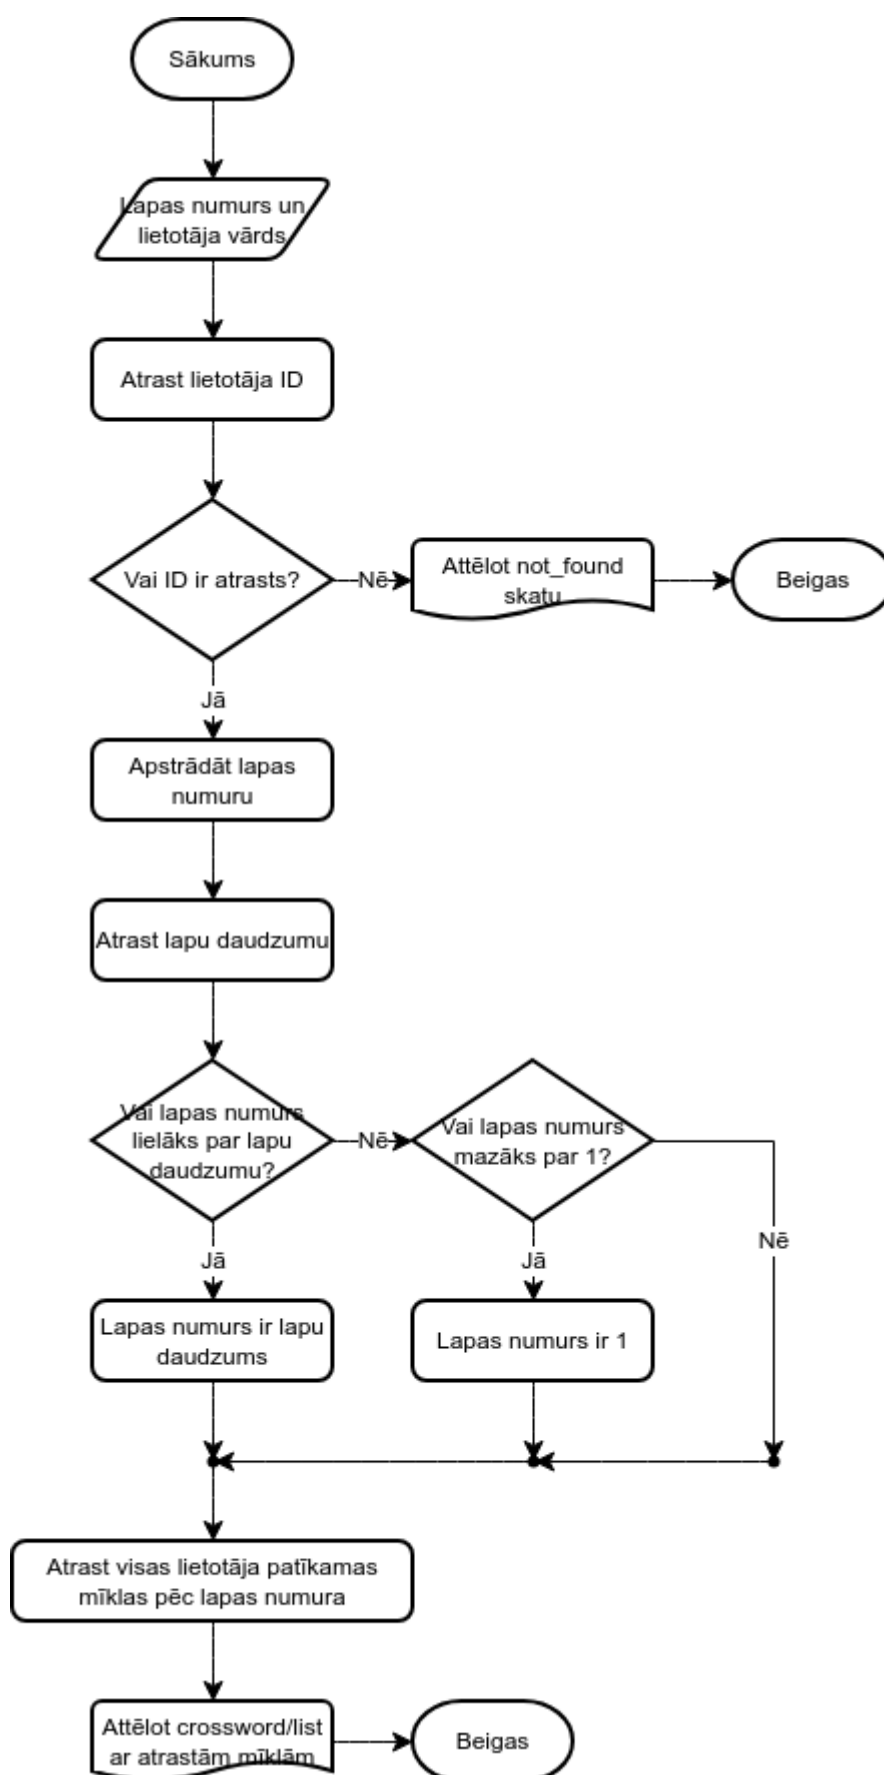 Sākums
Lapas numurs un
lietotāja vārds
Atrast lietotāja ID
Vai ID ir atrasts?
Nē
Attēlot not_found
skatu
Beigas
Jā
Apstrādāt lapas
numuru
Atrast lapu daudzumu
Vai lapas numurs
lielāks par lapu
daudzumu?
Nē
Vai lapas numurs
mazāks par 1?
Nē
Jā
Jā
Lapas numurs ir lapu
daudzums
Lapas numurs ir 1
Atrast visas lietotāja patīkamas
mīklas pēc lapas numura
Attēlot crossword/list
ar atrastām mīklām
Beigas